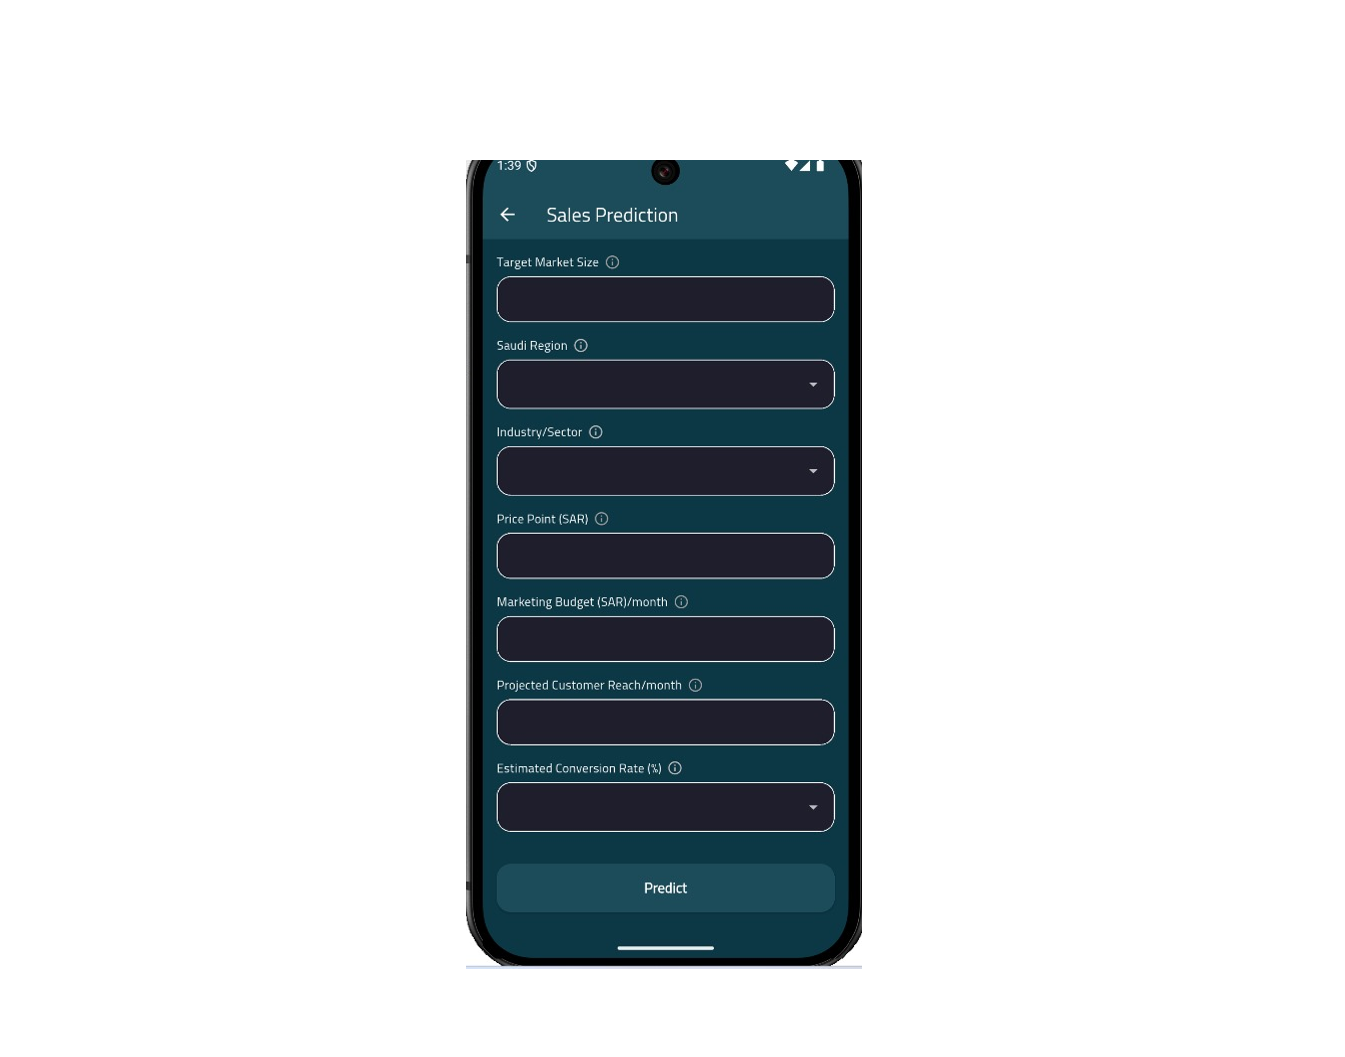 1:39
Sales Prediction
Target Market Size
Saudi Region
Industry/Sector
Price Point (SAR)
Marketing Budget (SAR)/month
Projected Customer Reach/month
Estimated Conversion Rate (%)
Predict